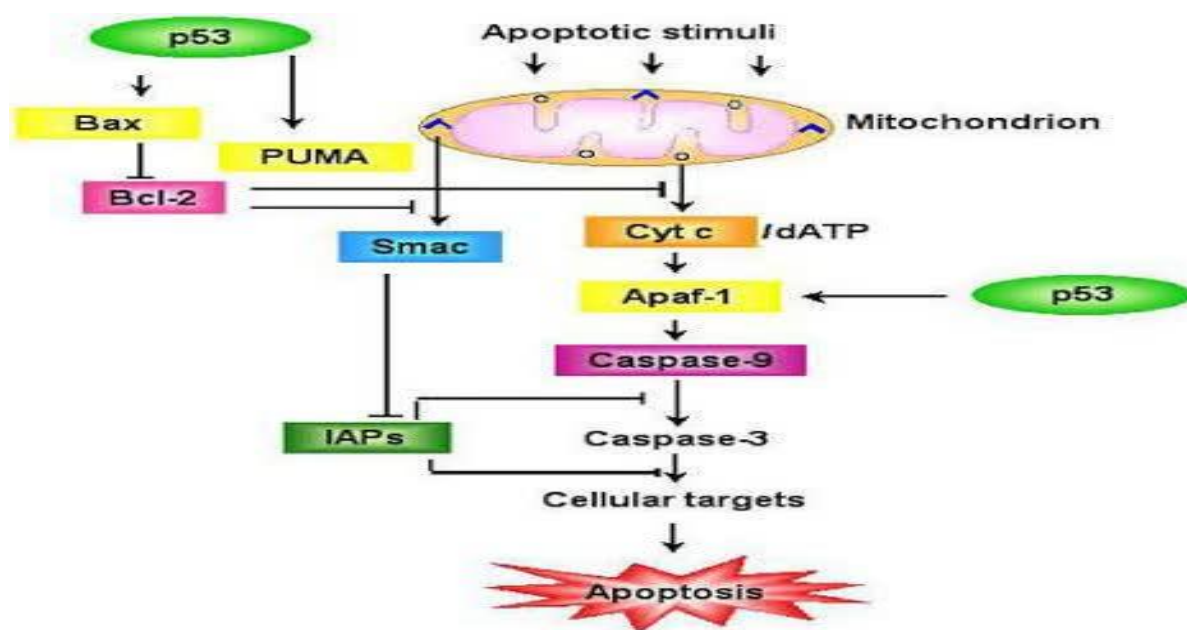 p53
Apoptotic stimuli
Bax
Mitochondrion
PUMA
Bcl-2
Smac
Cyt c /dATP
Apaf-1
p53
Caspase-9
IAPs
Caspase-3
Cellular targets
Apoptosis